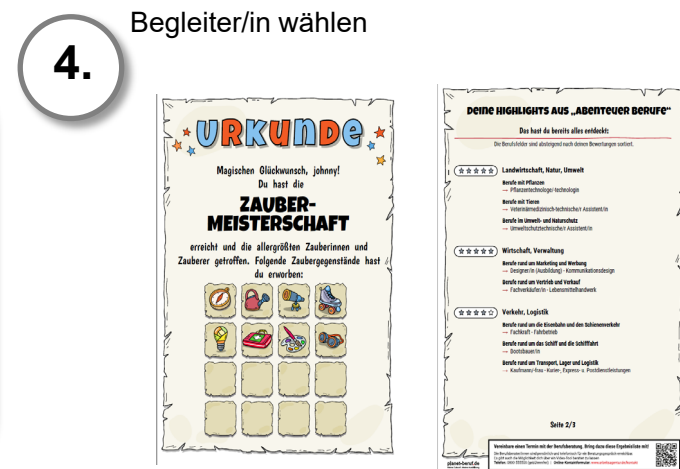 Begleiter/in wählen
4.
URKUNDE
Magischen Glückwunsch, johnny!
Du hast die
ZAUBER-
MEISTERSCHAFT
erreicht und die allergrößten Zauberinnen und
Zauberer getroffen. Folgende Zaubergegenstände hast
du erworben:
DEINE HIGHLIGHTS AUS „ABENTEUER BERUFE“
Das hast du bereits alles entdeckt:
Die Berufsfelder sind absteigend nach deinen Bewertungen sortiert.
Landwirtschaft, Natur, Umwelt
Berufe mit Pflanzen
→ Pflanzentechnologe/-technologin
Berufe mit Tieren
→ Veterinärmedizinisch-technische/r Assistent/in
Berufe im Umwelt- und Naturschutz
→ Umweltschutztechnische/r Assistent/in
Wirtschaft, Verwaltung
Berufe rund um Marketing und Werbung
→ Designer/in (Ausbildung) - Kommunikationsdesign
Berufe rund um Vertrieb und Verkauf
→ Fachverkäufer/in - Lebensmittelhandwerk
Verkehr, Logistik
Berufe rund um die Eisenbahn und den Schienenverkehr
→ Fachkraft - Fahrbetrieb
Berufe rund um das Schiff und die Schifffahrt
→ Bootsbauer/in
Berufe rund um Transport, Lager und Logistik
→ Kaufmann/-frau - Kurier-, Express- u. Postdienstleistungen
Seite 2/3
Vereinbare einen Termin mit der Berufsberatung. Bring dazu diese Ergebnisliste mit!
planet-beruf.de